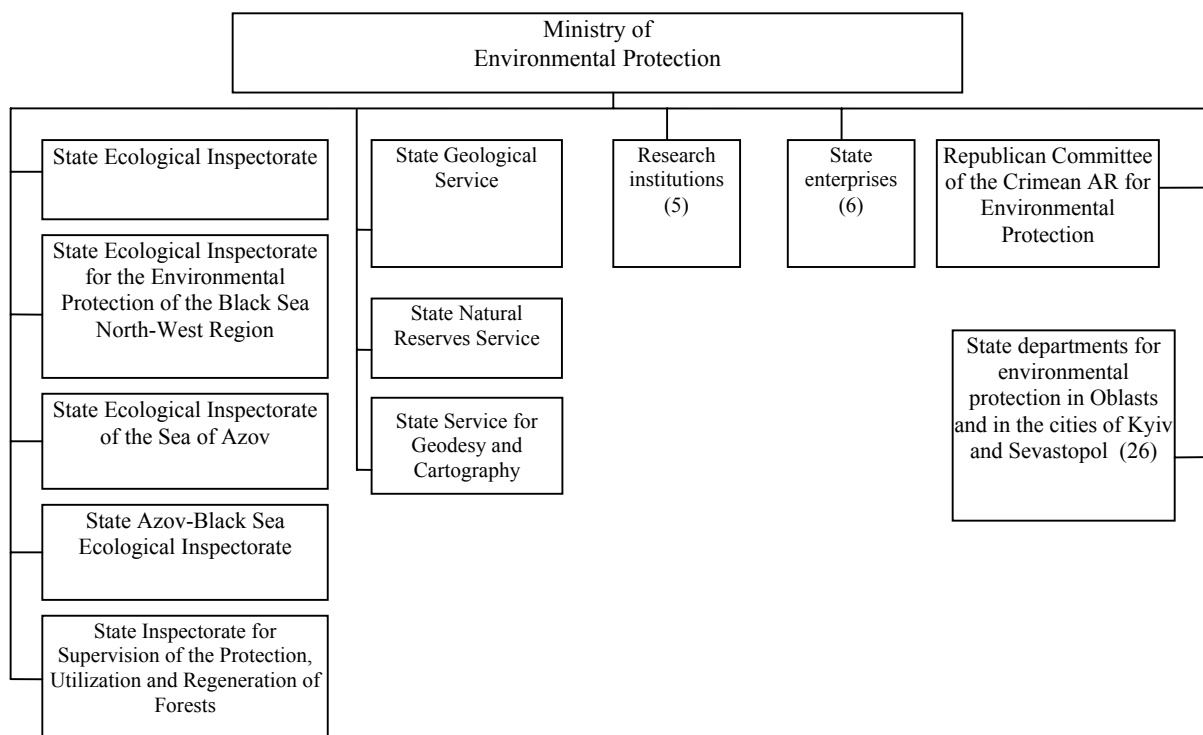 Ministry of
Environmental Protection
State Ecological Inspectorate
State Ecological Inspectorate
for the Environmental
Protection of the Black Sea
North-West Region
State Ecological Inspectorate
of the Sea of Azov
State Azov-Black Sea
Ecological Inspectorate
State Inspectorate for
Supervision of the Protection,
Utilization and Regeneration of
Forests
State Geological
Service
State Natural
Reserves Service
State Service for
Geodesy and
Cartography
Research
institutions
(5)
State
enterprises
(6)
Republican Committee
of the Crimean AR for
Environmental
Protection
State departments for
environmental
protection in Oblasts
and in the cities of Kyiv
and Sevastopol (26)